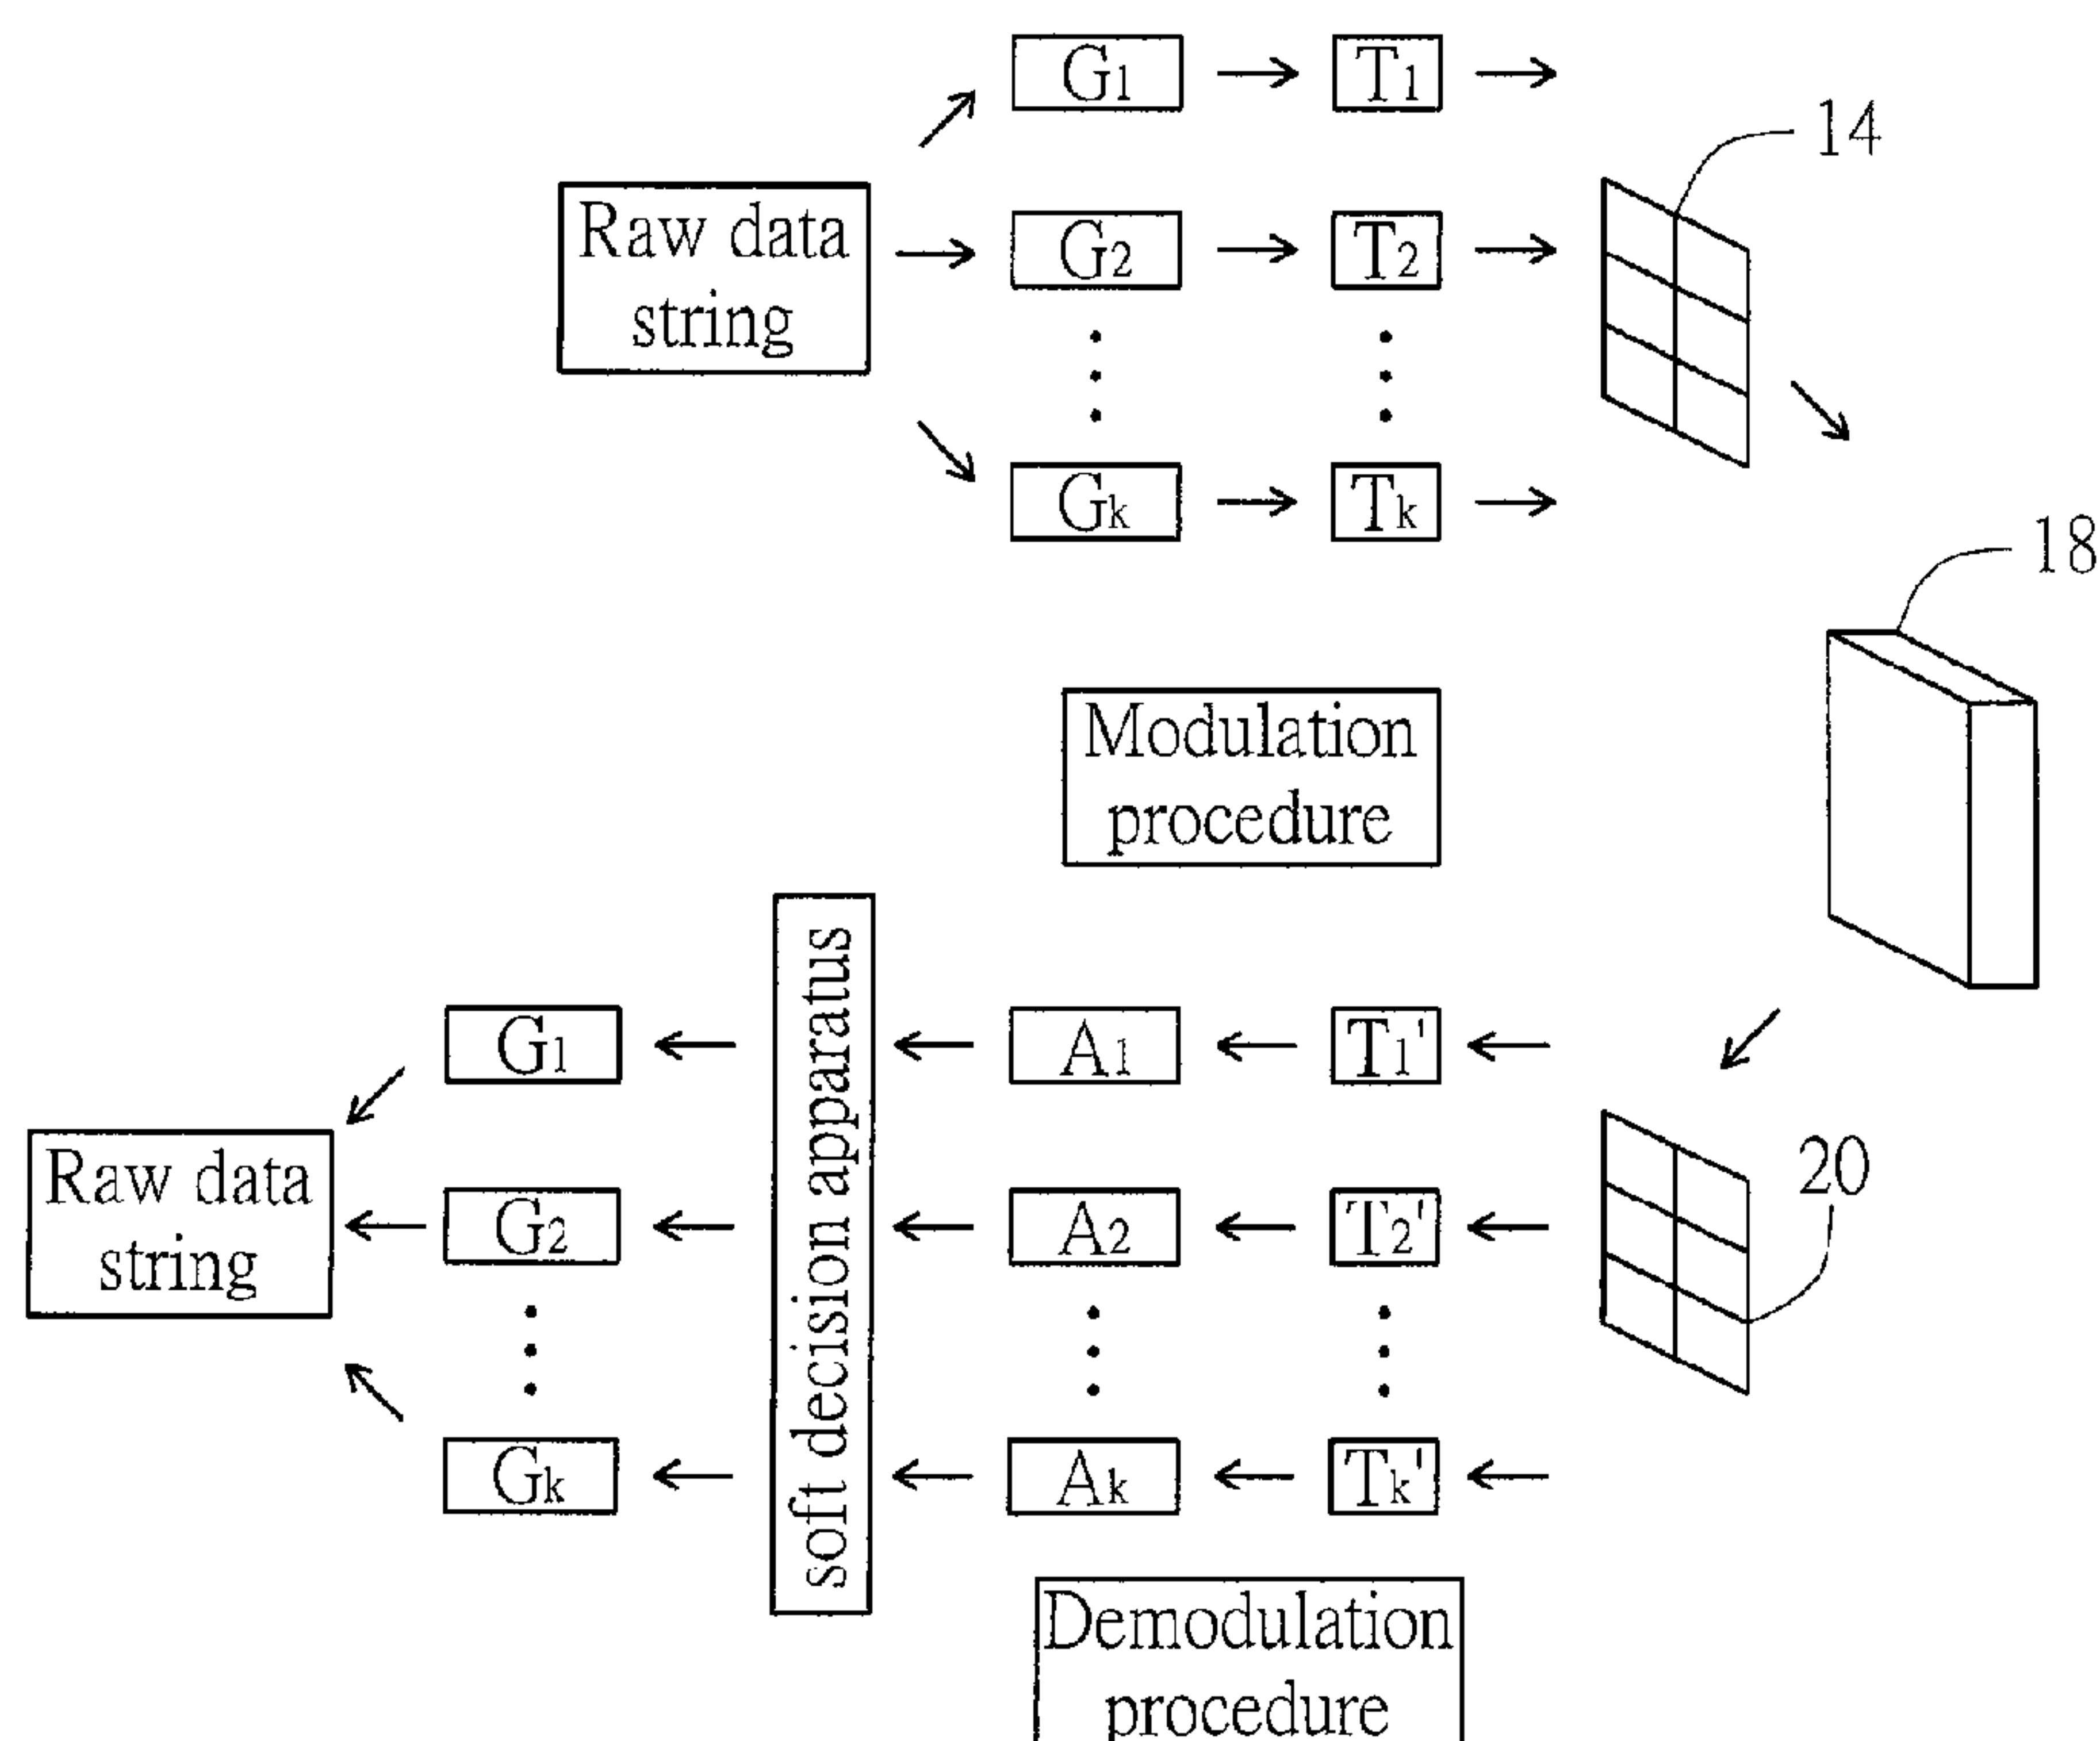 G1
T1
14
Raw data
string
G2
T2
Gk
Tk
18
Modulation
procedure
soft decision apparatus
G1
A1
T1'
Raw data
string
G2
A2
T2'
20
Gk
Ak
Tk'
Demodulation
procedure